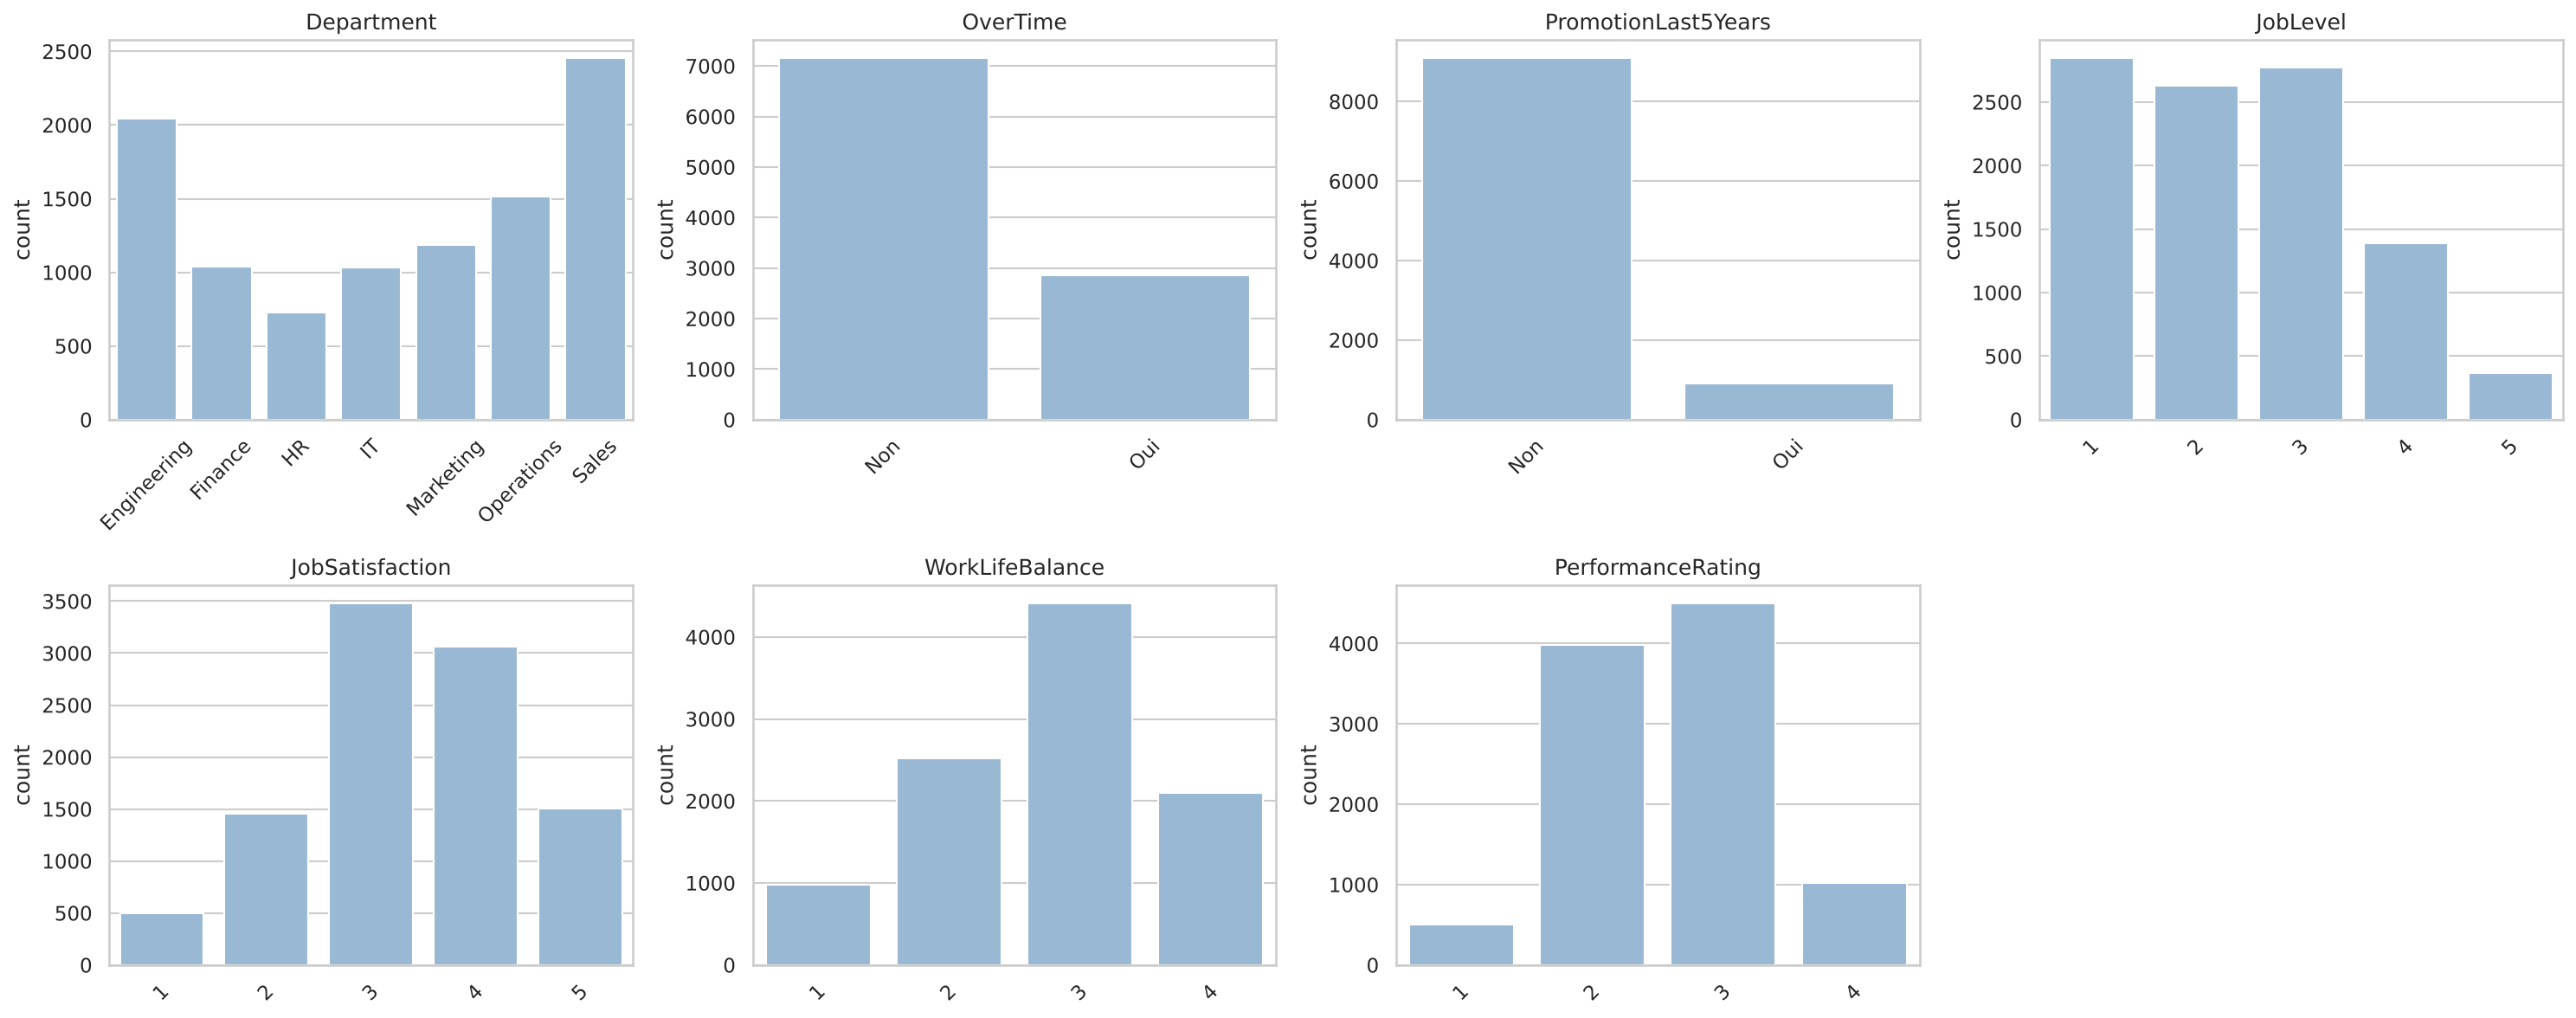 Department
2500
2000
1500
1000
500
0
count
Engineering
Finance
HR
IT
Marketing
Operations
Sales
OverTime
7000
6000
5000
4000
3000
2000
1000
0
count
Non
Oui
PromotionLast5Years
8000
6000
4000
2000
0
count
Non
Oui
JobLevel
2500
2000
1500
1000
500
0
count
1
2
3
4
5
JobSatisfaction
3500
3000
2500
2000
1500
1000
500
0
count
1
2
3
4
5
WorkLifeBalance
4000
3000
2000
1000
0
count
1
2
3
4
PerformanceRating
4000
3000
2000
1000
0
count
1
2
3
4